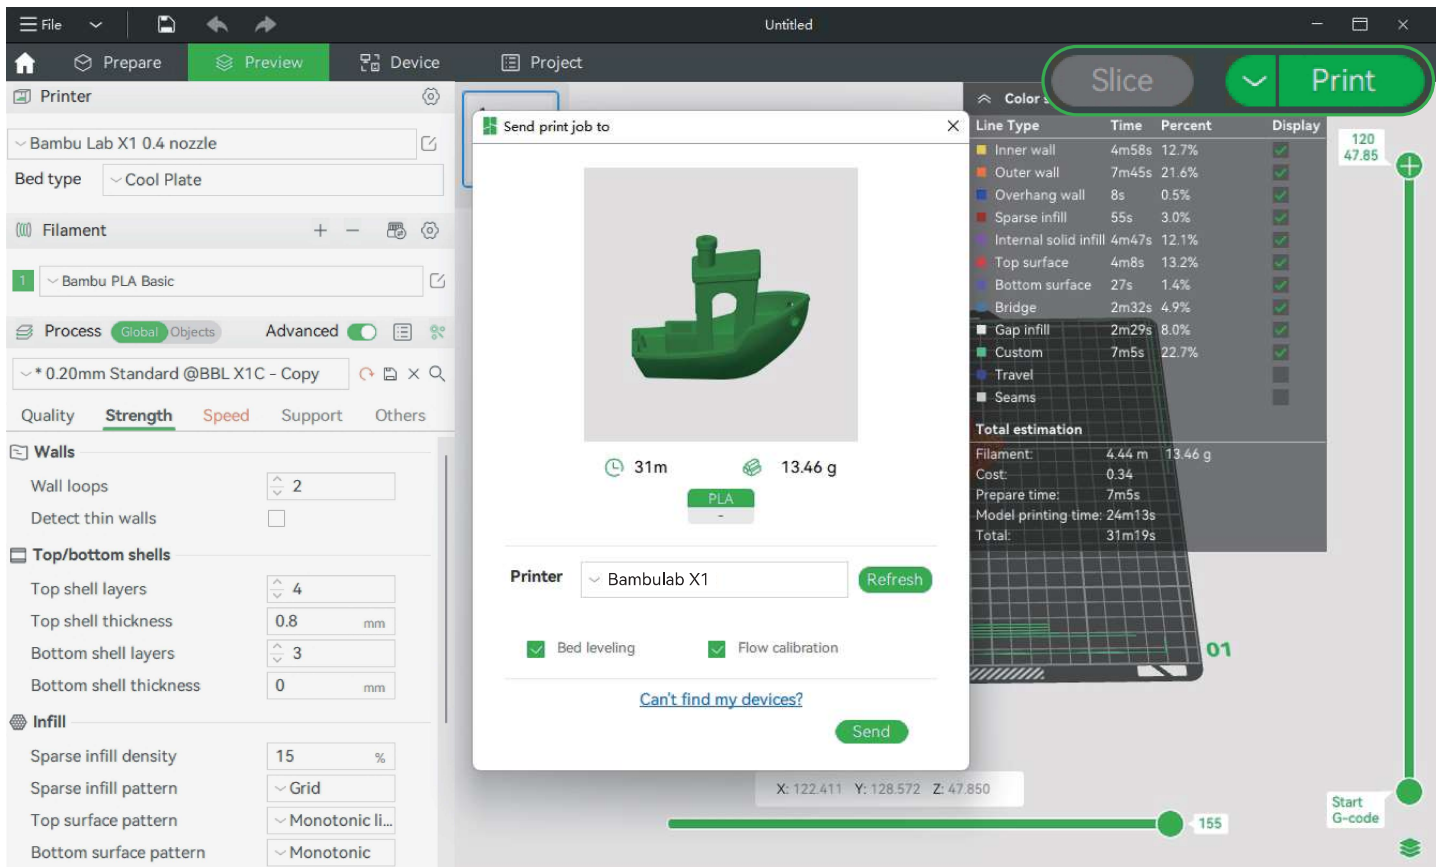 File
Untitled
Prepare
Preview
Device
Project
Slice
Print
Printer
Bambu Lab X1 0.4 nozzle
Bed type
Cool Plate
Filament
1
Bambu PLA Basic
Process
Global
Objects
Advanced
* 0.20mm Standard @BBL X1C - Copy
Quality
Strength
Speed
Support
Others
Walls
Wall loops
2
Detect thin walls
Top/bottom shells
Top shell layers
4
Top shell thickness
0.8 mm
Bottom shell layers
3
Bottom shell thickness
0 mm
Infill
Sparse infill density
15 %
Sparse infill pattern
Grid
Top surface pattern
Monotonic li...
Bottom surface pattern
Monotonic
Send print job to
31m
13.46 g
PLA
-
Printer
Bambulab X1
Refresh
Bed leveling
Flow calibration
Can't find my devices?
Send
Color
Line Type Time Percent Display
Inner wall 4m58s 12.7%
Outer wall 7m45s 21.6%
Overhang wall 8s 0.5%
Sparse infill 55s 3.0%
Internal solid infill 4m47s 12.1%
Top surface 4m8s 13.2%
Bottom surface 27s 1.4%
Bridge 2m32s 4.9%
Gap infill 2m29s 8.0%
Custom 7m5s 22.7%
Travel
Seams
Total estimation
Filament: 4.44 m 13.46 g
Cost: 0.34
Prepare time: 7m5s
Model printing time: 24m13s
Total: 31m19s
120
47.85
01
X: 122.411 Y: 128.572 Z: 47.850
155
Start
G-code